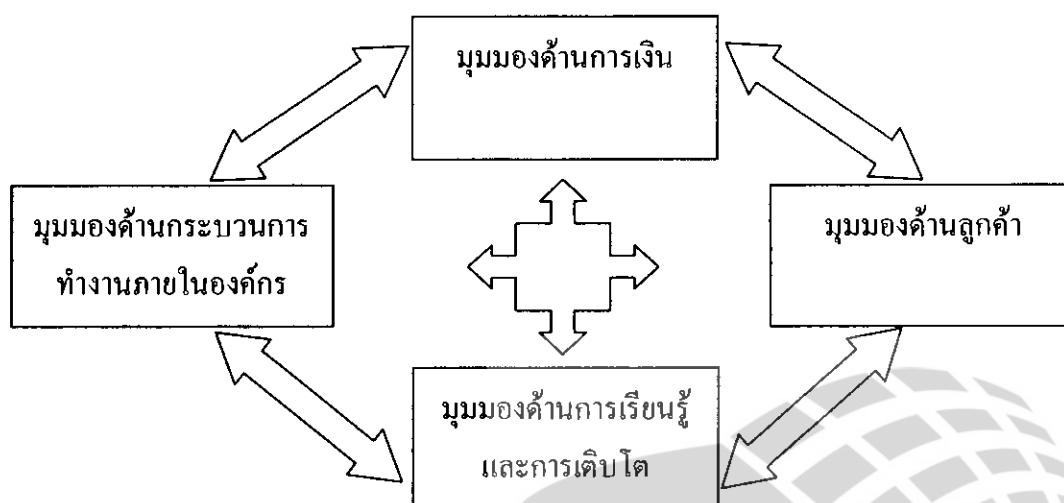 มุมมองด้านการเงิน
มุมมองด้านกระบวนการ
ทำงานภายในองค์กร
มุมมองด้านลูกค้า
มุมมองด้านการเรียนรู้
และการเติบโต